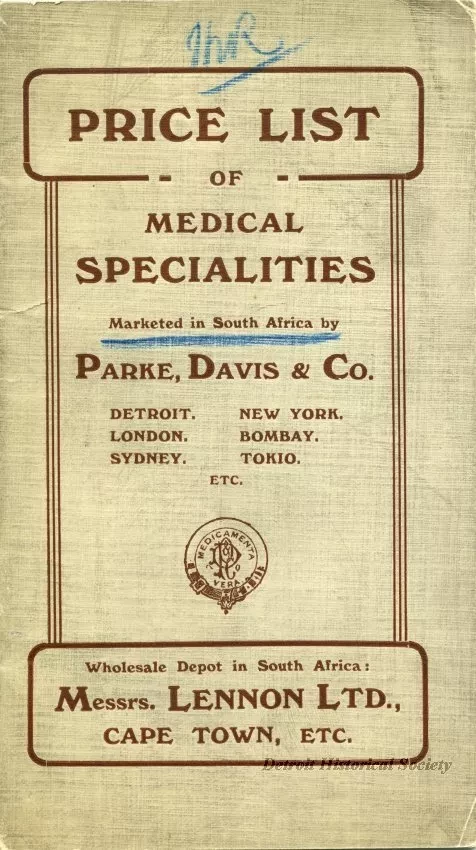 PRICE LIST
OF
MEDICAL
SPECIALITIES
Marketed in South Africa by
PARKE, DAVIS & CO.
DETROIT. NEW YORK.
LONDON. BOMBAY.
SYDNEY. TOKIO.
ETC.
MEDICAMENTA
VERA
Wholesale Depot in South Africa:
Messrs. LENNON LTD.,
CAPE TOWN, ETC.
Detroit Historical Society